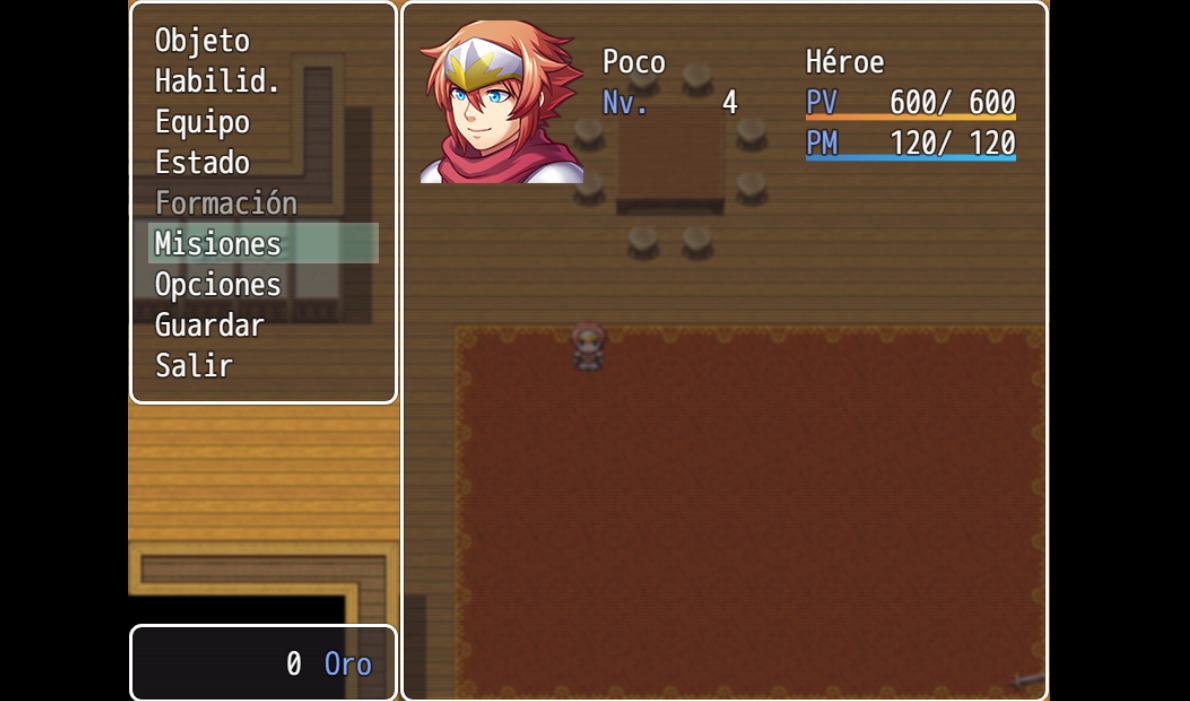 Objeto
Habilid.
Equipo
Estado
Formación
Misiones
Opciones
Guardar
Salir
0 Oro
Poco
Nv. 4
Héroe
PV 600/ 600
PM 120/ 120